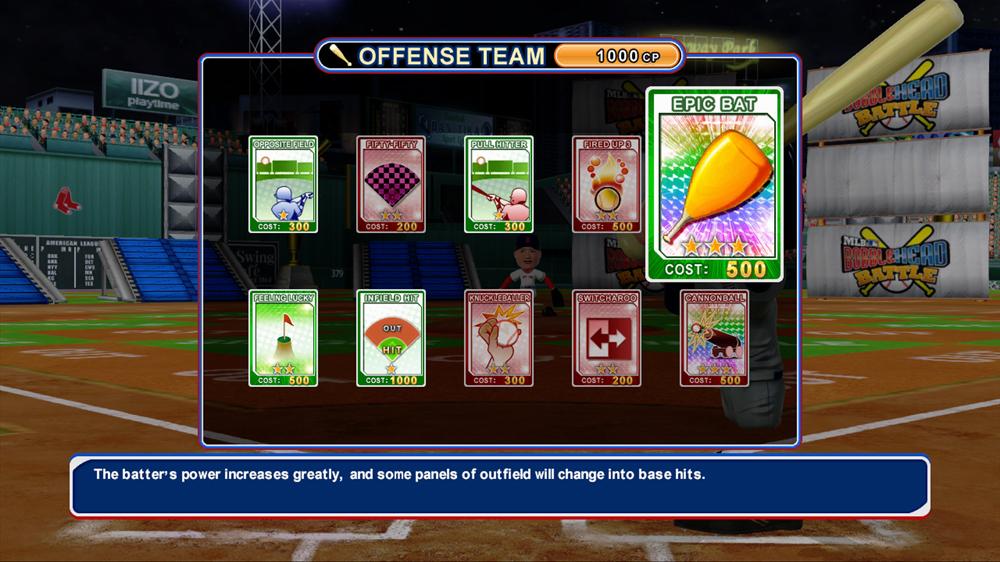 OFFENSE TEAM 1000 CP
IIZO
playtime
MLB
BOBBLEHEAD
BATTLE
OPPOSITE FIELD
COST: 300
FIFTY-FIFTY
COST: 200
PULL HITTER
COST: 300
FIRED UP
COST: 500
EPIC BAT
COST: 500
AMERICAN LEAGUE
Swing
379
FEELING LUCKY
COST: 500
INFIELD HIT
OUT
HIT
COST: 1000
KNUCKLEBALLER
COST: 300
SWITCHAROO
COST: 200
CANNONBALL
COST: 500
MLB
BOBBLEHEAD
BATTLE
The batter's power increases greatly, and some panels of outfield will change into base hits.